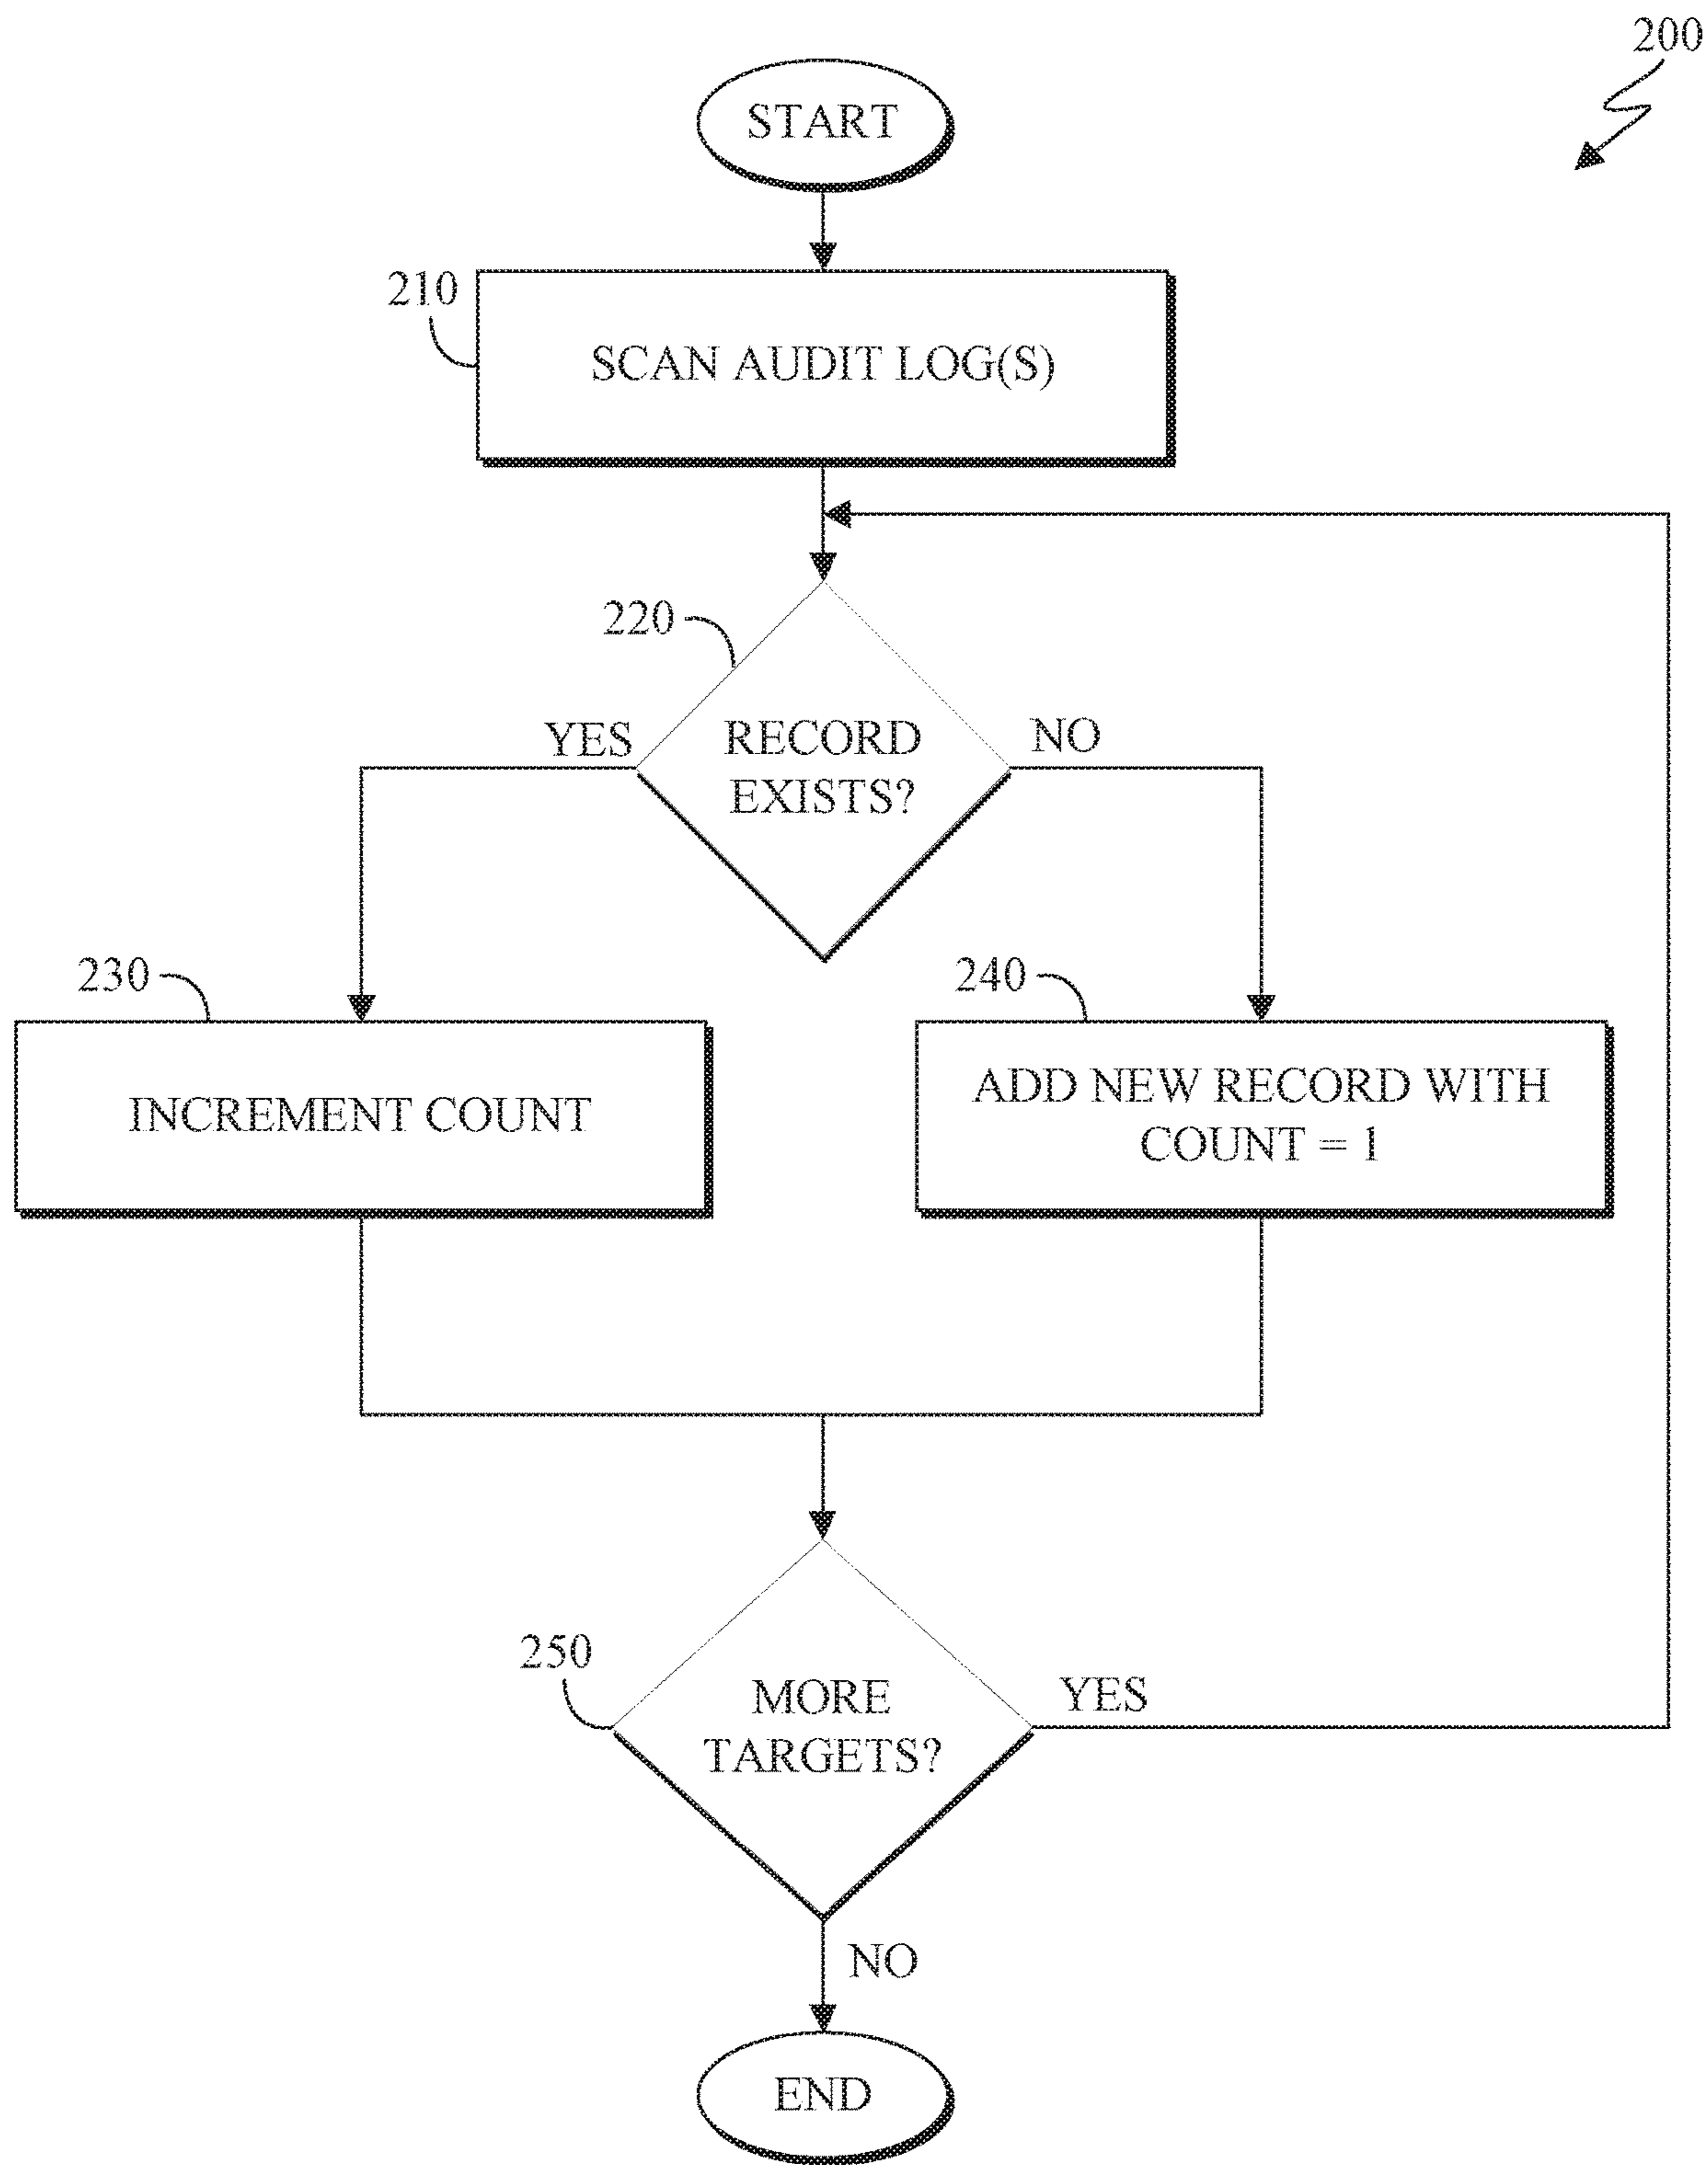 200
START
210
SCAN AUDIT LOG(S)
220
YES
RECORD
EXISTS?
NO
230
INCREMENT COUNT
240
ADD NEW RECORD WITH
COUNT = 1
250
MORE
TARGETS?
YES
NO
END